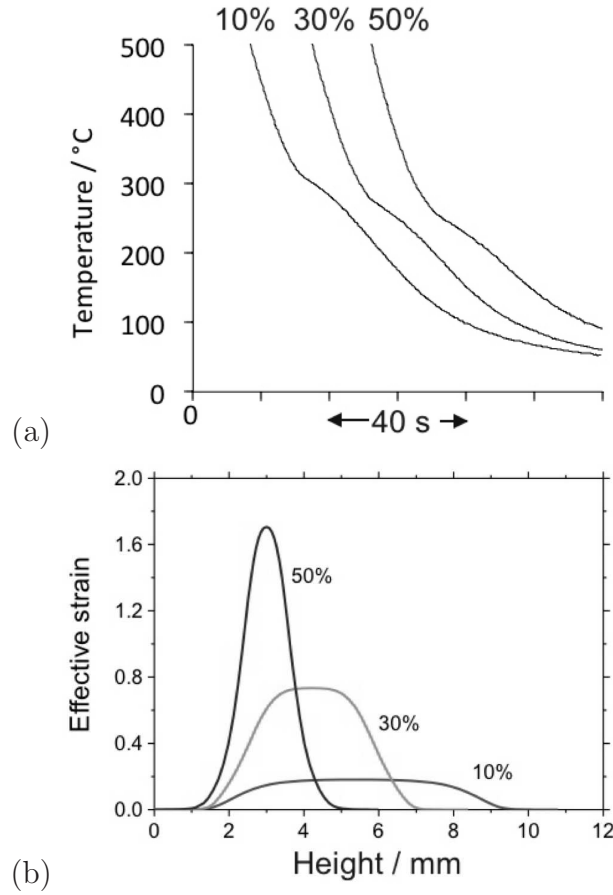 10% 30% 50%
500
400
300
200
100
0
Temperature / °C
0
40 s
(a)
2.0
1.6
1.2
0.8
0.4
0.0
Effective strain
50%
30%
10%
0 2 4 6 8 10 12
Height / mm
(b)